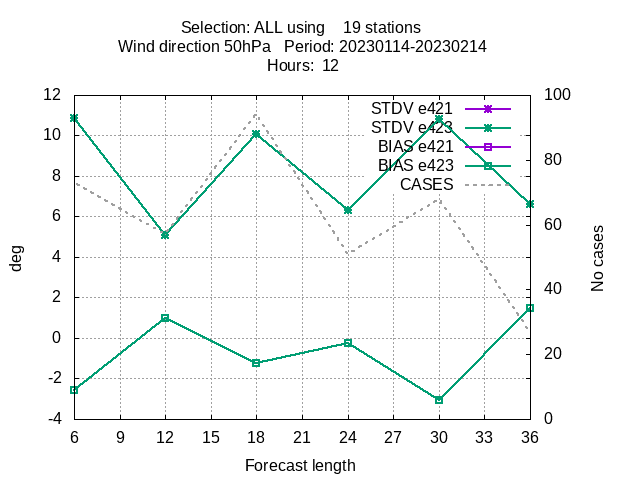 Selection: ALL using 19 stations
Wind direction 50hPa Period: 20230114-20230214
Hours: 12
STDV e421
STDV e423
BIAS e421
BIAS e423
CASES
12
10
8
6
4
2
0
-2
-4
100
80
60
40
20
0
deg
No cases
6 9 12 15 18 21 24 27 30 33 36
Forecast length